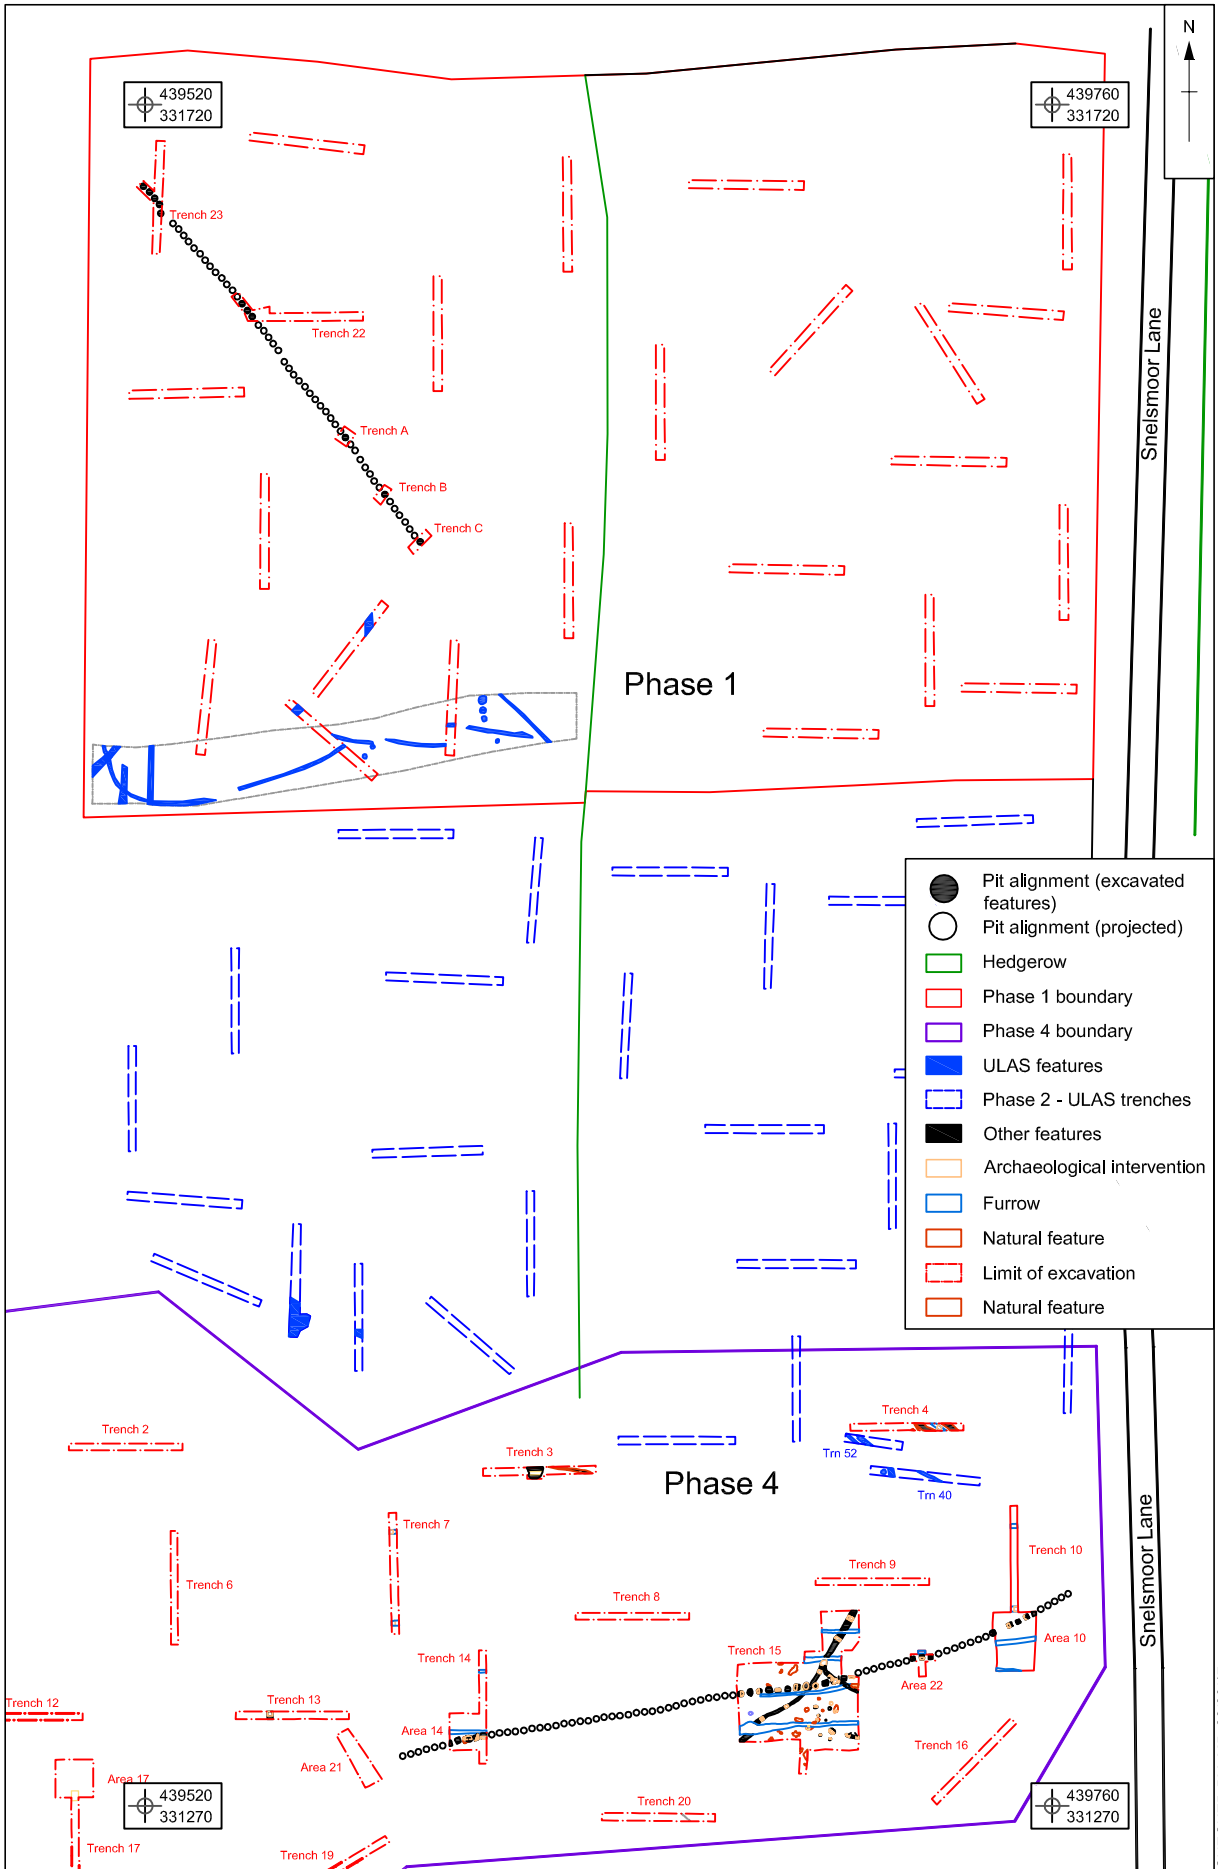 N
439520
331720
439760
331720
Trench 23
Trench 22
Snelsmoor Lane
Trench A
Trench B
Trench C
Phase 1
Pit alignment (excavated
features)
Pit alignment (projected)
Hedgerow
Phase 1 boundary
Phase 4 boundary
ULAS features
Phase 2 - ULAS trenches
Other features
Archaeological intervention
Furrow
Natural feature
Limit of excavation
Natural feature
Trench 2
Trench 3
Trench 4
Trn 52
Phase 4
Trn 40
Trench 7
Trench 10
Trench 6
Trench 9
Trench 8
Snelsmoor Lane
Area 10
Trench 15
Trench 14
Area 22
Trench 12
Trench 13
Area 14
Trench 16
Area 21
Area 17
439520
331270
439760
331270
Trench 20
Trench 17
Trench 19